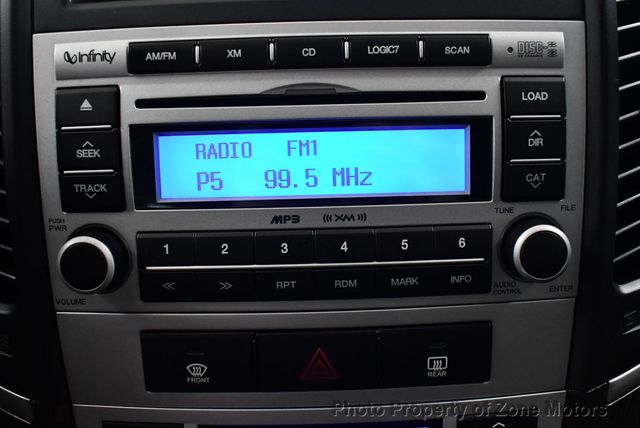 Infinity
AM/FM XM CD LOGIC7 SCAN
DISC
LOAD
SEEK
TRACK
DIR
CAT
RADIO FM1
P5 99.5 MHz
MP3 XM
PUSH PWR
TUNE FILE
1 2 3 4 5 6
<< >> RPT RDM MARK INFO
VOLUME
AUDIO CONTROL
ENTER
FRONT
REAR
Photo Property of Zone Motors